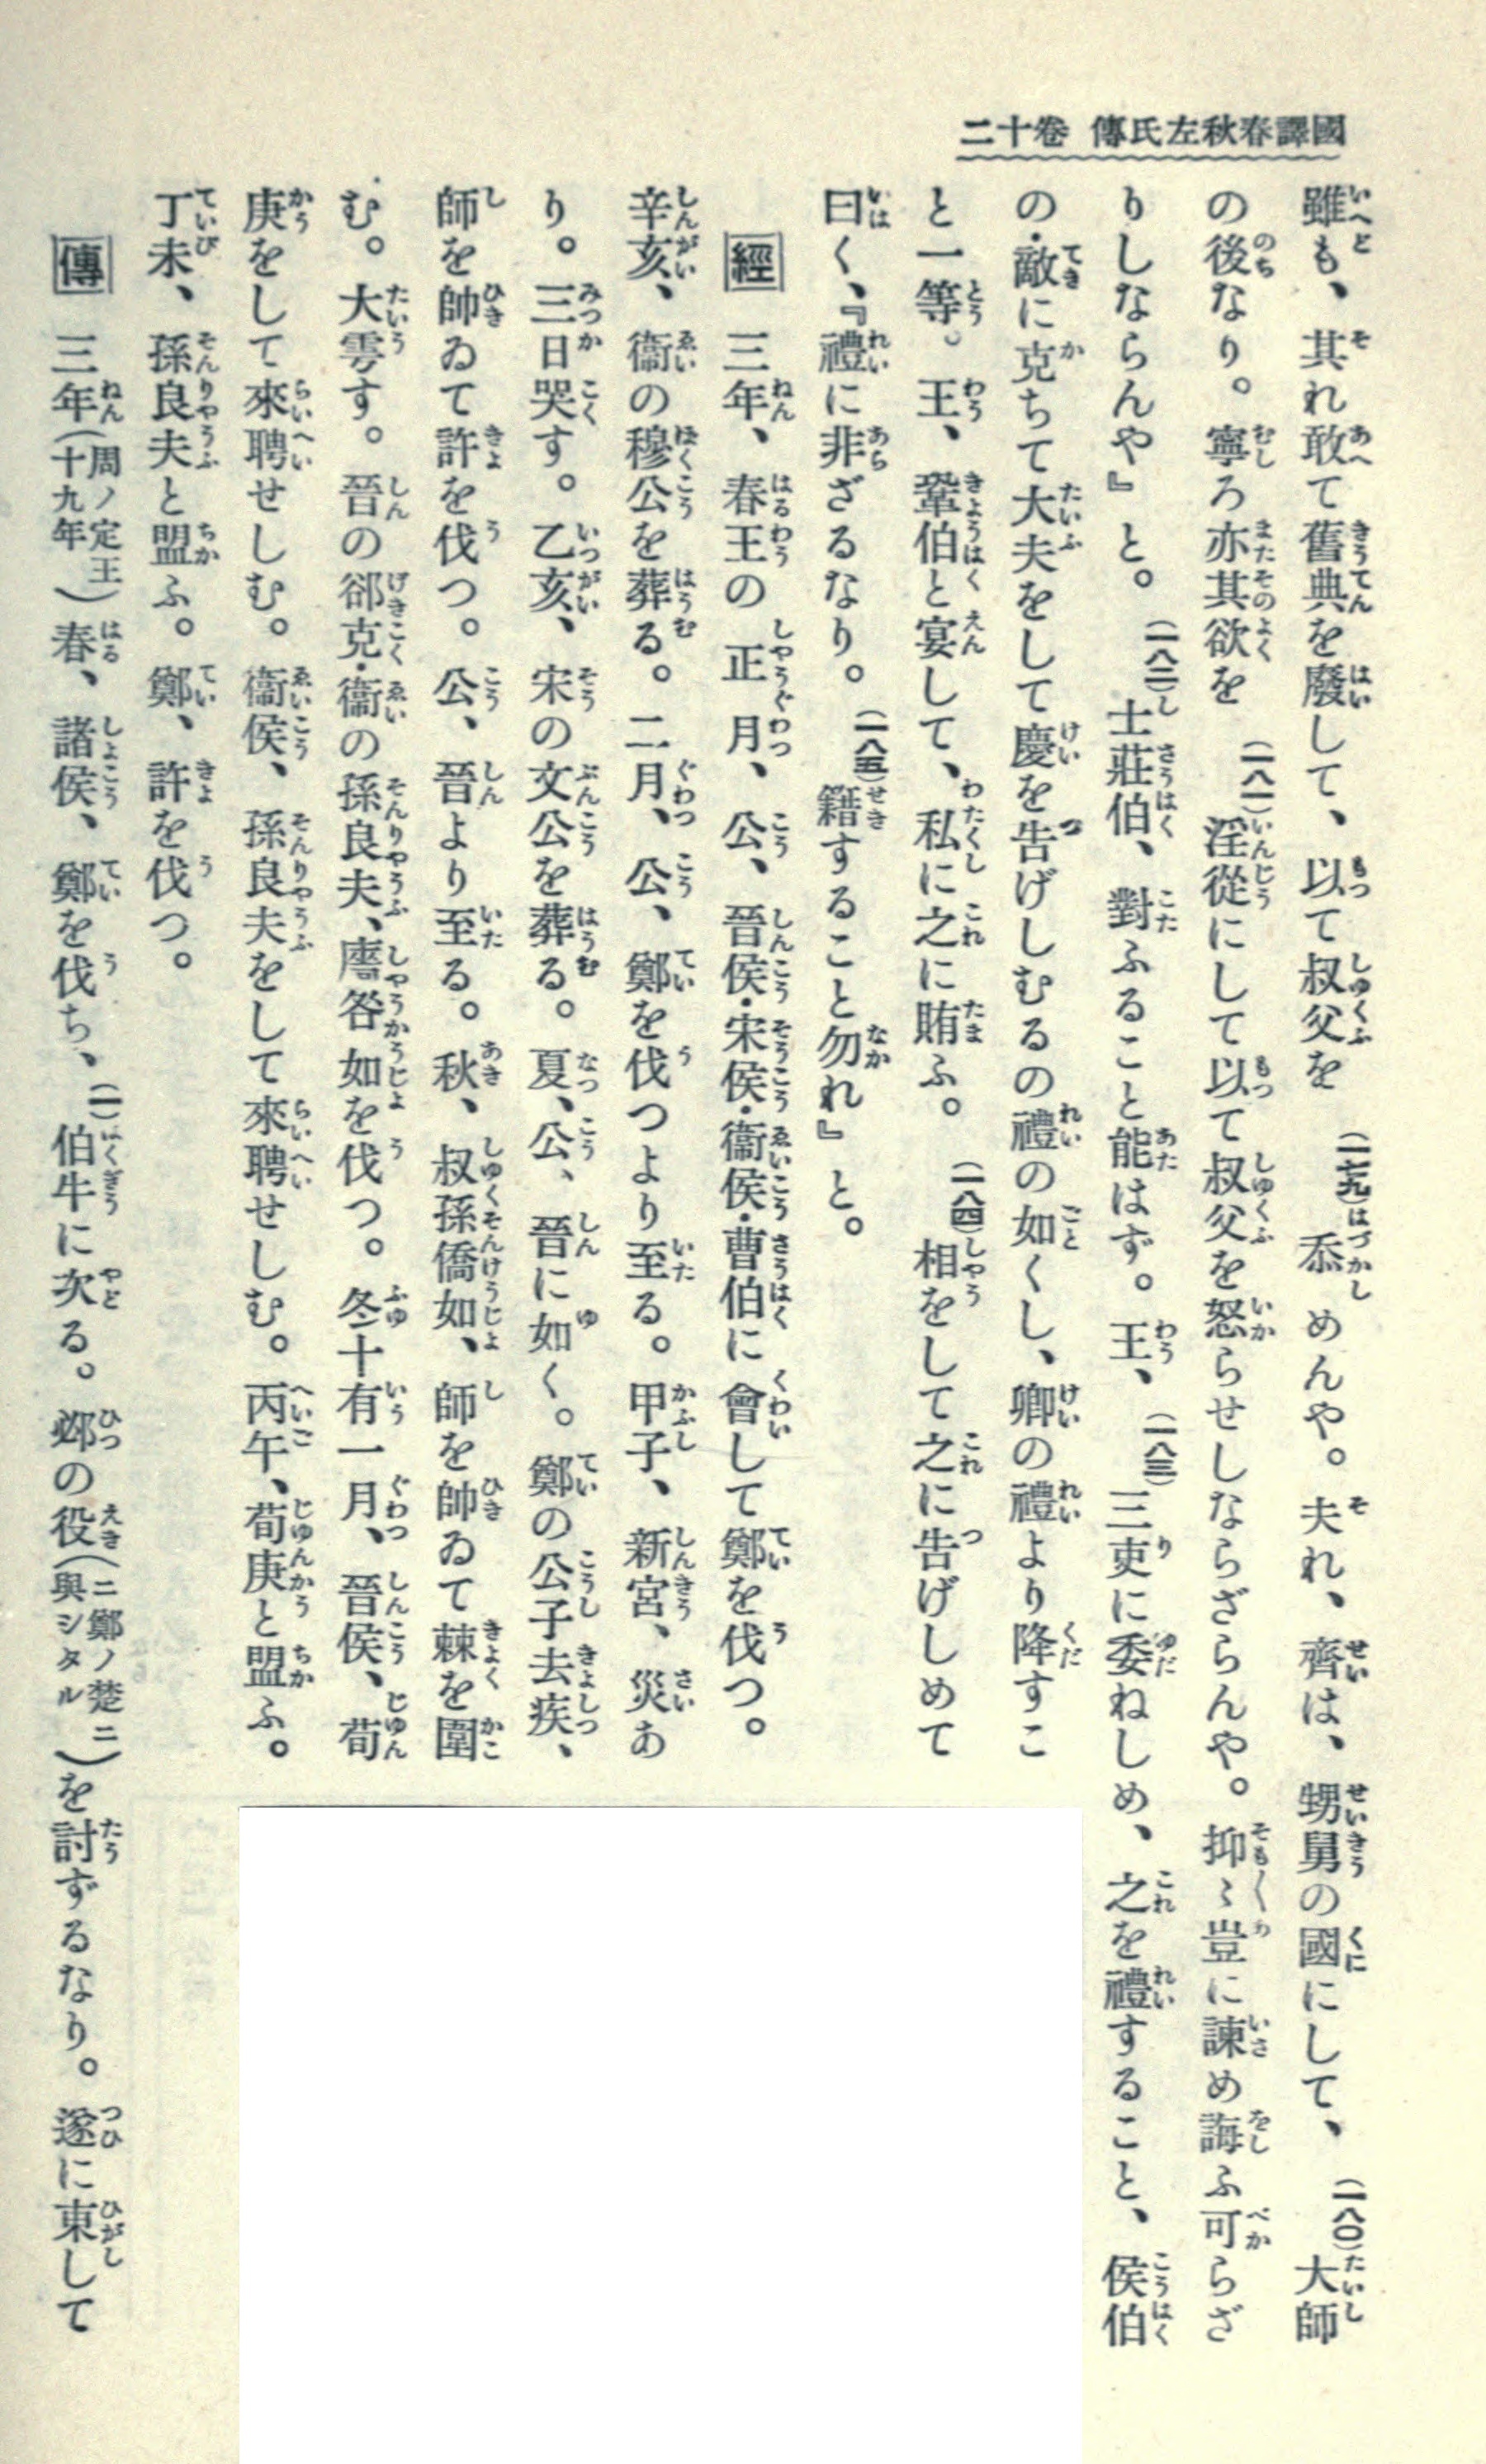 國譯春秋左氏傳 卷十二
雖も、其れ敢て舊典を廢して、以て叔父を(一七九)忝めんや。夫れ、齊は、甥舅の國にして、(一八〇)大師
の後なり。寧ろ亦其欲を(一八一)淫從にして以て叔父を怒らせしならざらんや。抑〻豈に諫め誨ふ可らざ
りしならんや』と。(一八二)士莊伯、對ふること能はず。王、(一八三)三吏に委ねしめ、之を禮すること、侯伯
の敵に克ちて大夫をして慶を告げしむるの禮の如くし、卿の禮より降すこ
と一等。王、鞏伯と宴して、私に之に賄ふ。(一八四)相をして之に吿げしめて
曰く、『禮に非ざるなり。(一八五)籍すること勿れ』と。
經 三年、春王の正月、公、晉侯・宋侯・衞侯・曹伯に會して鄭を伐つ。
辛亥、衞の穆公を葬る。二月、公、鄭を伐つより至る。甲子、新宮、災あ
り。三日哭す。乙亥、宋の文公を葬る。夏、公、晉に如く。鄭の公子去疾、
師を帥ゐて許を伐つ。公、晉より至る。秋、叔孫僑如、師を帥ゐて棘を圍
む。大雩す。晉の郤克・衞の孫良夫、廧咎如を伐つ。冬十有一月、晉侯、荀
庚をして來聘せしむ。衞侯、孫良夫をして來聘せしむ。丙午、荀庚と盟ふ。
丁未、孫良夫と盟ふ。鄭、許を伐つ。
傳 三年(周ノ定王十九年)春、諸侯、鄭を伐ち、(一)伯牛に次る。邲の役(ニ鄭ノ楚ニ與シタル)を討ずるなり。遂に東して